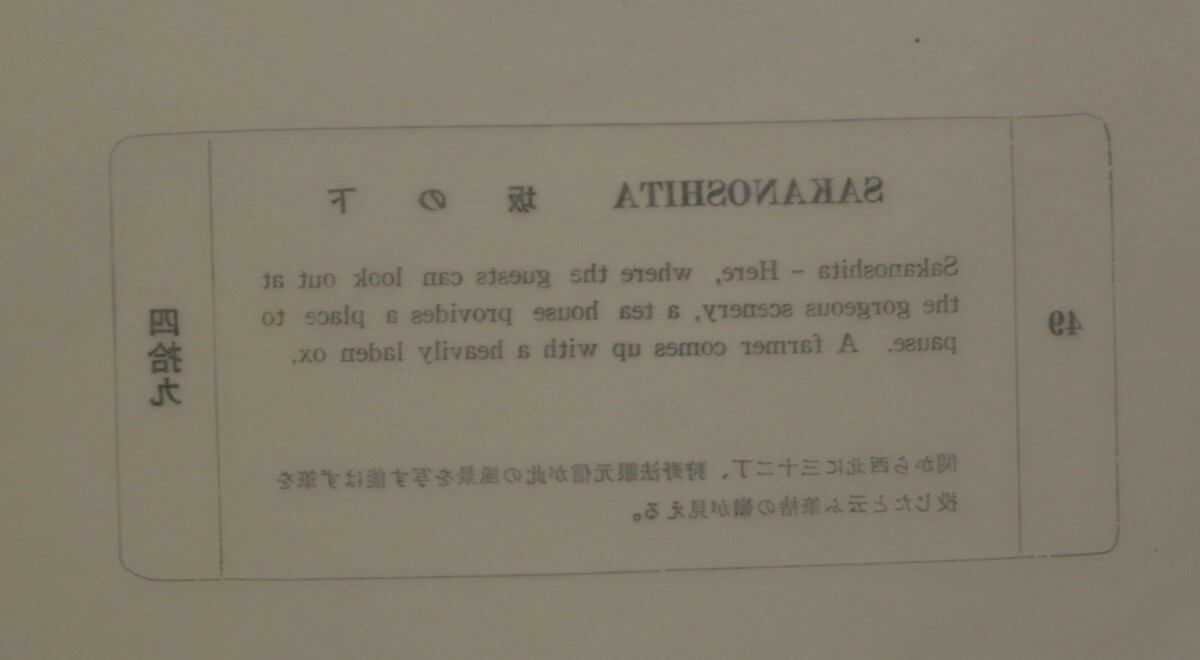 49
SAKANOSHITA 坂の下
Sakanoshita - Here, where the guests can look out at
the gorgeous scenery, a tea house provides a place to
pause. A farmer comes up with a heavily laden ox.
関から西北に三十二丁、狩野法眼元信が此の風景を写す能はず筆を
投じたと云ふ筆捨の嶺が見える。
四拾九